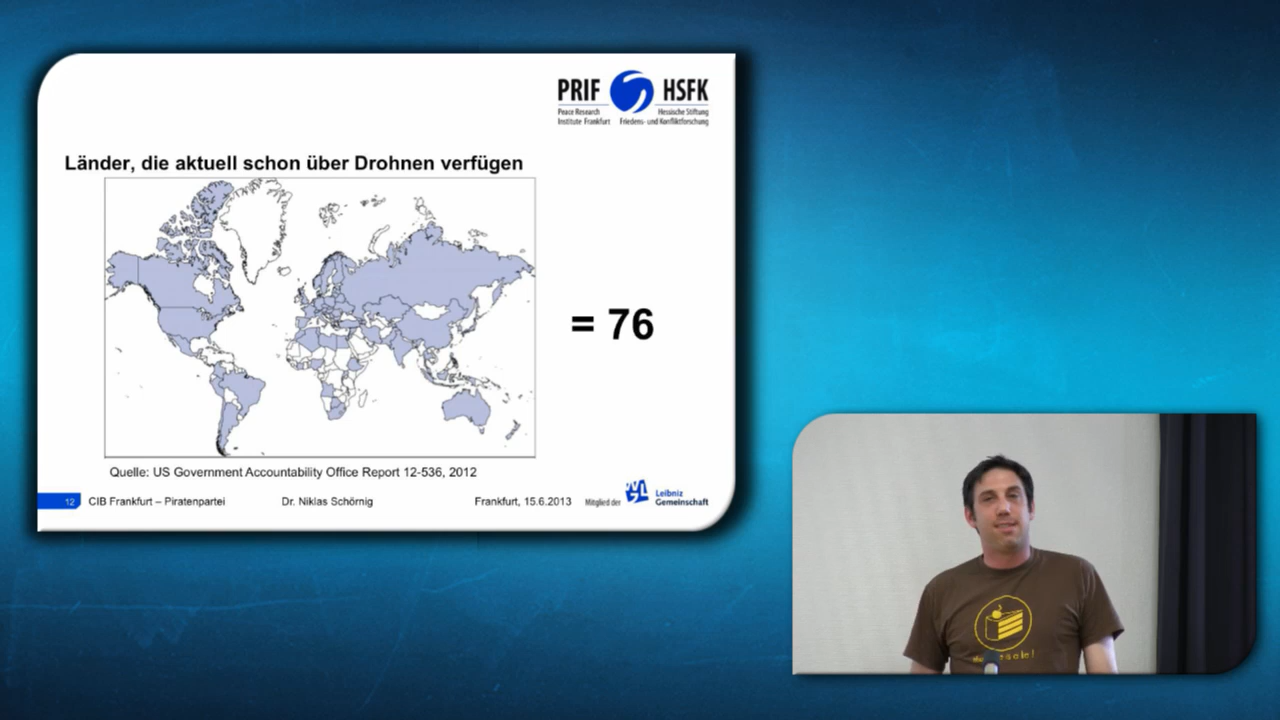 PRIF HSFK
Peace Research Hessische Stiftung
Institute Frankfurt Friedens- und Konfliktforschung
Länder, die aktuell schon über Drohnen verfügen
= 76
Quelle: US Government Accountability Office Report 12-536, 2012
12 CIB Frankfurt – Piratenpartei Dr. Niklas Schörnig Frankfurt, 15.6.2013 Mitglied der Leibniz
Gemeinschaft